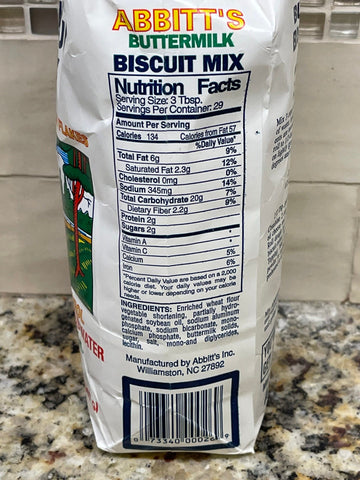 ABBITT'S
BUTTERMILK
BISCUIT MIX
Nutrition Facts
Serving Size: 3 Tbsp.
Servings Per Container: 29
Amount Per Serving
Calories 134 Calories from Fat 57
%Daily Value*
Total Fat 6g 9%
Saturated Fat 2.3g 12%
Cholesterol 0mg 0%
Sodium 345mg 14%
Total Carbohydrate 20g 7%
Dietary Fiber 2.2g 9%
Protein 2g
Sugars 2g
Vitamin A •
Vitamin C •
Calcium 5%
Iron 6%
*Percent Daily Value are based on a 2,000
calorie diet. Your daily values may be
higher or lower depending on your calorie
needs.
INGREDIENTS: Enriched wheat flour
vegetable shortening, partially hydro-
genated soybean oil, sodium aluminum
phosphate, sodium bicarbonate, mono-
calcium phosphate, buttermilk solids,
sugar, salt, mono-and diglycerides,
lecithin.
Manufactured by Abbitt's Inc.
Williamston, NC 27892
WATER